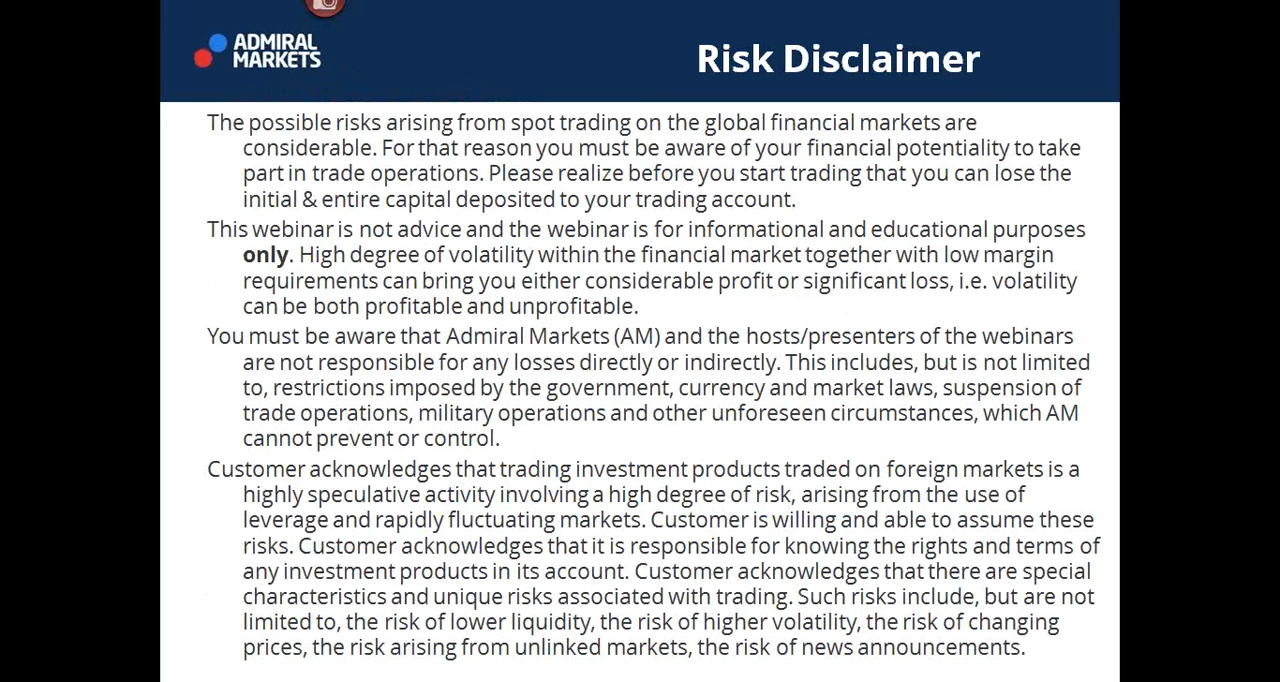 ADMIRAL
MARKETS
Risk Disclaimer
The possible risks arising from spot trading on the global financial markets are
considerable. For that reason you must be aware of your financial potentiality to take
part in trade operations. Please realize before you start trading that you can lose the
initial & entire capital deposited to your trading account.
This webinar is not advice and the webinar is for informational and educational purposes
only. High degree of volatility within the financial market together with low margin
requirements can bring you either considerable profit or significant loss, i.e. volatility
can be both profitable and unprofitable.
You must be aware that Admiral Markets (AM) and the hosts/presenters of the webinars
are not responsible for any losses directly or indirectly. This includes, but is not limited
to, restrictions imposed by the government, currency and market laws, suspension of
trade operations, military operations and other unforeseen circumstances, which AM
cannot prevent or control.
Customer acknowledges that trading investment products traded on foreign markets is a
highly speculative activity involving a high degree of risk, arising from the use of
leverage and rapidly fluctuating markets. Customer is willing and able to assume these
risks. Customer acknowledges that it is responsible for knowing the rights and terms of
any investment products in its account. Customer acknowledges that there are special
characteristics and unique risks associated with trading. Such risks include, but are not
limited to, the risk of lower liquidity, the risk of higher volatility, the risk of changing
prices, the risk arising from unlinked markets, the risk of news announcements.